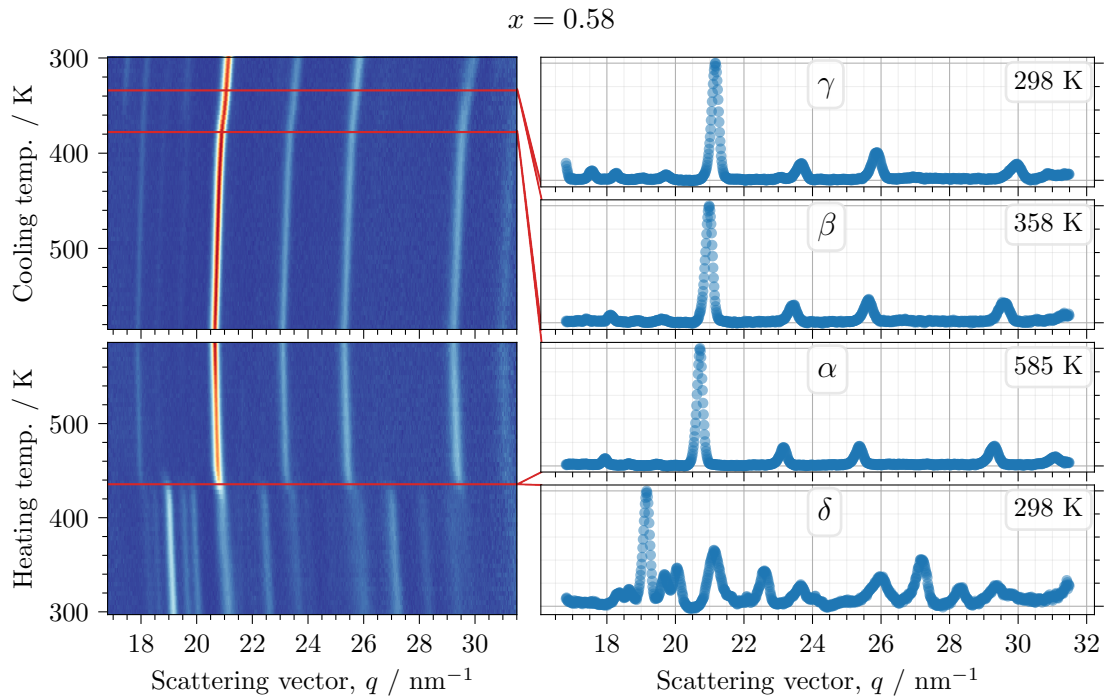 x = 0.58
Cooling temp. / K
300
400
500
Heating temp. / K
500
400
300
18 20 22 24 26 28 30
Scattering vector, q / nm⁻¹
γ 298 K
β 358 K
α 585 K
δ 298 K
18 20 22 24 26 28 30 32
Scattering vector, q / nm⁻¹